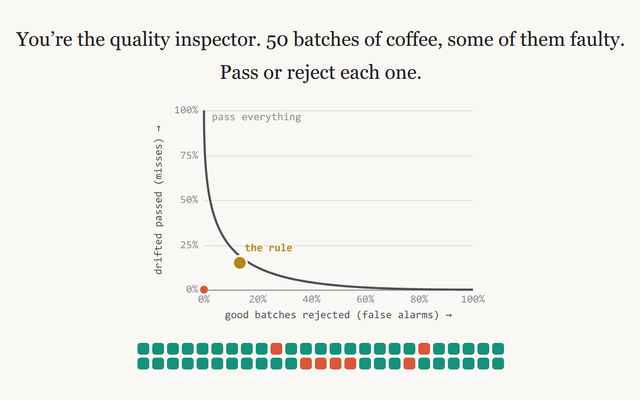 You’re the quality inspector. 50 batches of coffee, some of them faulty.
Pass or reject each one.
100%
pass everything
75%
50%
25%
the rule
0%
drifted passed (misses) →
0% 20% 40% 60% 80% 100%
good batches rejected (false alarms) →